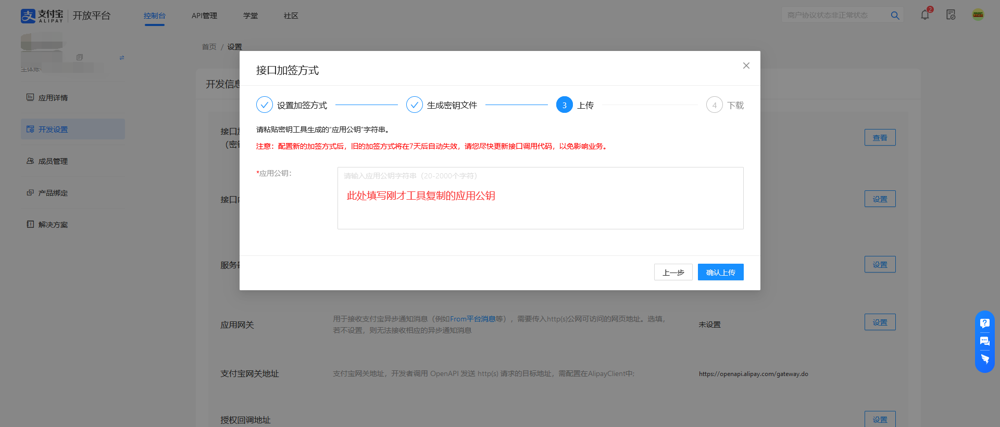 支付宝 ALIPAY 开放平台
控制台 API管理 学堂 社区
商户协议状态非正常状态
2
首页 / 设置
应用详情
开发设置
成员管理
产品绑定
解决方案
开发信息
接口加签方式
设置加签方式
生成密钥文件
3 上传
4 下载
请粘贴密钥工具生成的“应用公钥”字符串。
注意：配置新的加签方式后，旧的加签方式将在7天后自动失效，请您尽快更新接口调用代码，以免影响业务。
*应用公钥：
请输入应用公钥字符串（20-2000个字符）
此处填写刚才工具复制的应用公钥
上一步 确认上传
接口
（密
查看
接口
设置
服务
设置
应用网关
用于接收支付宝异步通知消息（例如From平台消息等），需要传入http(s)公网可访问的网页地址。选填，
若不设置，则无法接收相应的异步通知消息
未设置
设置
支付宝网关地址
支付宝网关地址，开发者调用 OpenAPI 发送 http(s) 请求的目标地址，需配置在AlipayClient中;
https://openapi.alipay.com/gateway.do
授权回调地址
设置